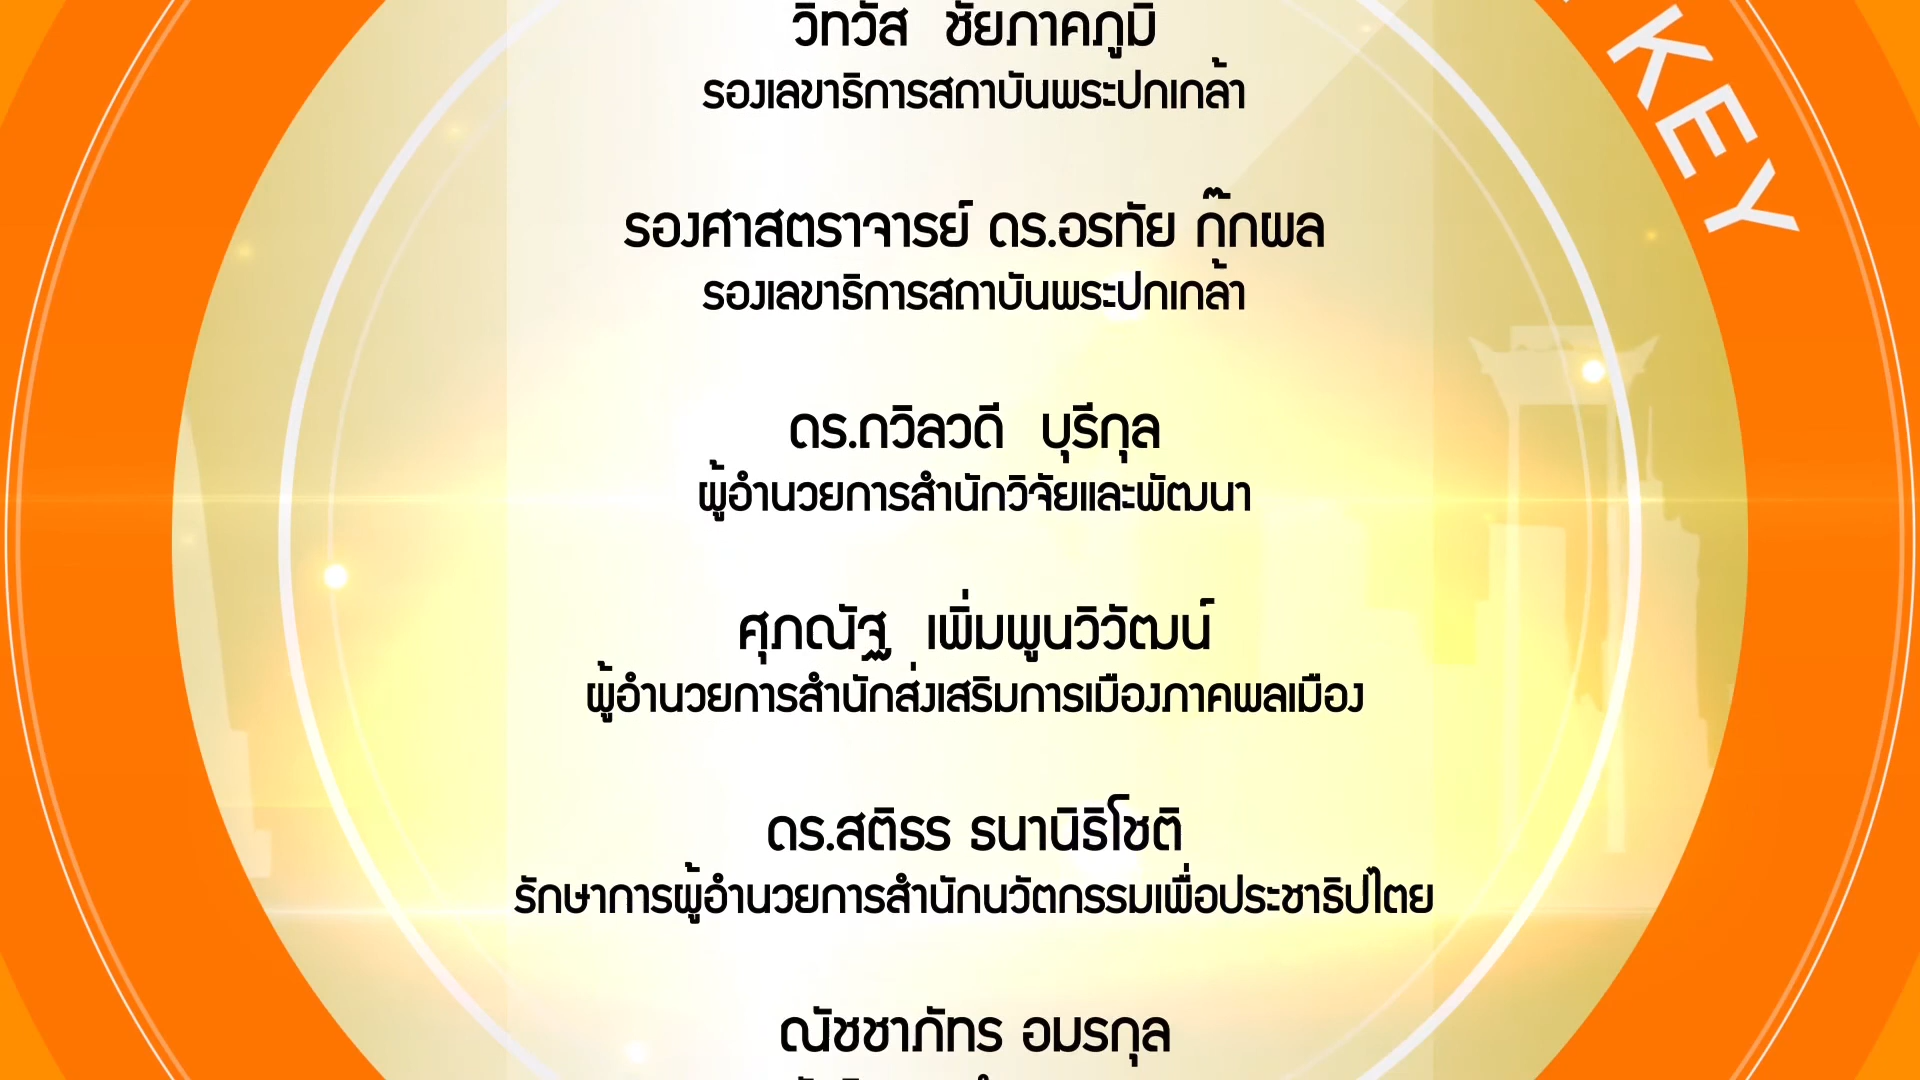 KEY
วิทวัส ชัยภาคภูมิ
รองเลขาธิการสถาบันพระปกเกล้า
รองศาสตราจารย์ ดร.อรทัย ก๊กผล
รองเลขาธิการสถาบันพระปกเกล้า
ดร.ถวิลวดี บุรีกุล
ผู้อำนวยการสำนักวิจัยและพัฒนา
ศุภณัฐ เพิ่มพูนวิวัฒน์
ผู้อำนวยการสำนักส่งเสริมการเมืองภาคพลเมือง
ดร.สติธร ธนานิธิโชติ
รักษาการผู้อำนวยการสำนักนวัตกรรมเพื่อประชาธิปไตย
ณัชชาภัทร อมรกุล